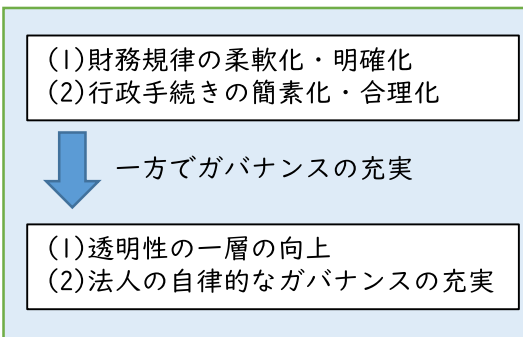 (1)財務規律の柔軟化・明確化
(2)行政手続きの簡素化・合理化
一方でガバナンスの充実
(1)透明性の一層の向上
(2)法人の自律的なガバナンスの充実